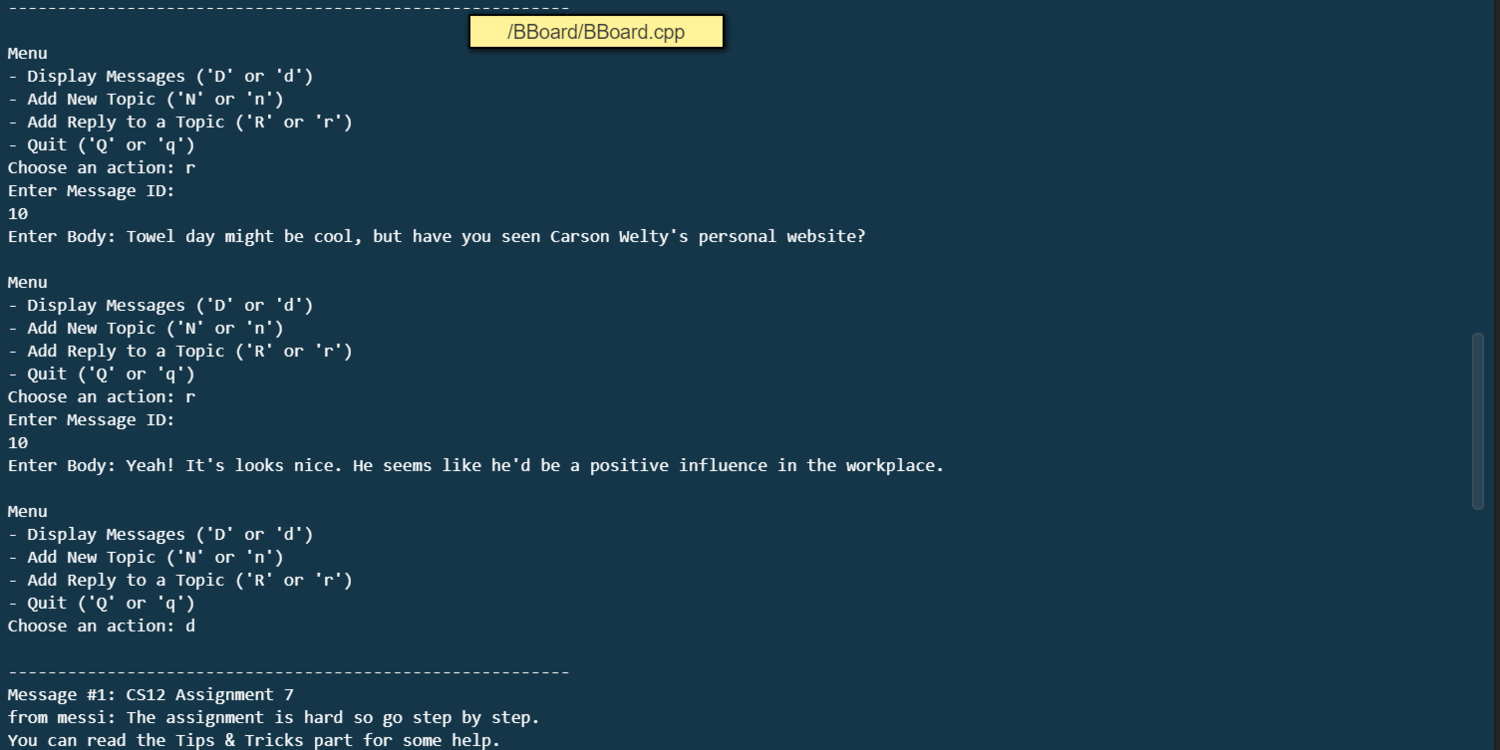 ---------------------------------------------------------
/BBoard/BBoard.cpp
Menu
- Display Messages ('D' or 'd')
- Add New Topic ('N' or 'n')
- Add Reply to a Topic ('R' or 'r')
- Quit ('Q' or 'q')
Choose an action: r
Enter Message ID:
10
Enter Body: Towel day might be cool, but have you seen Carson Welty's personal website?
Menu
- Display Messages ('D' or 'd')
- Add New Topic ('N' or 'n')
- Add Reply to a Topic ('R' or 'r')
- Quit ('Q' or 'q')
Choose an action: r
Enter Message ID:
10
Enter Body: Yeah! It's looks nice. He seems like he'd be a positive influence in the workplace.
Menu
- Display Messages ('D' or 'd')
- Add New Topic ('N' or 'n')
- Add Reply to a Topic ('R' or 'r')
- Quit ('Q' or 'q')
Choose an action: d
---------------------------------------------------------
Message #1: CS12 Assignment 7
from messi: The assignment is hard so go step by step.
You can read the Tips & Tricks part for some help.